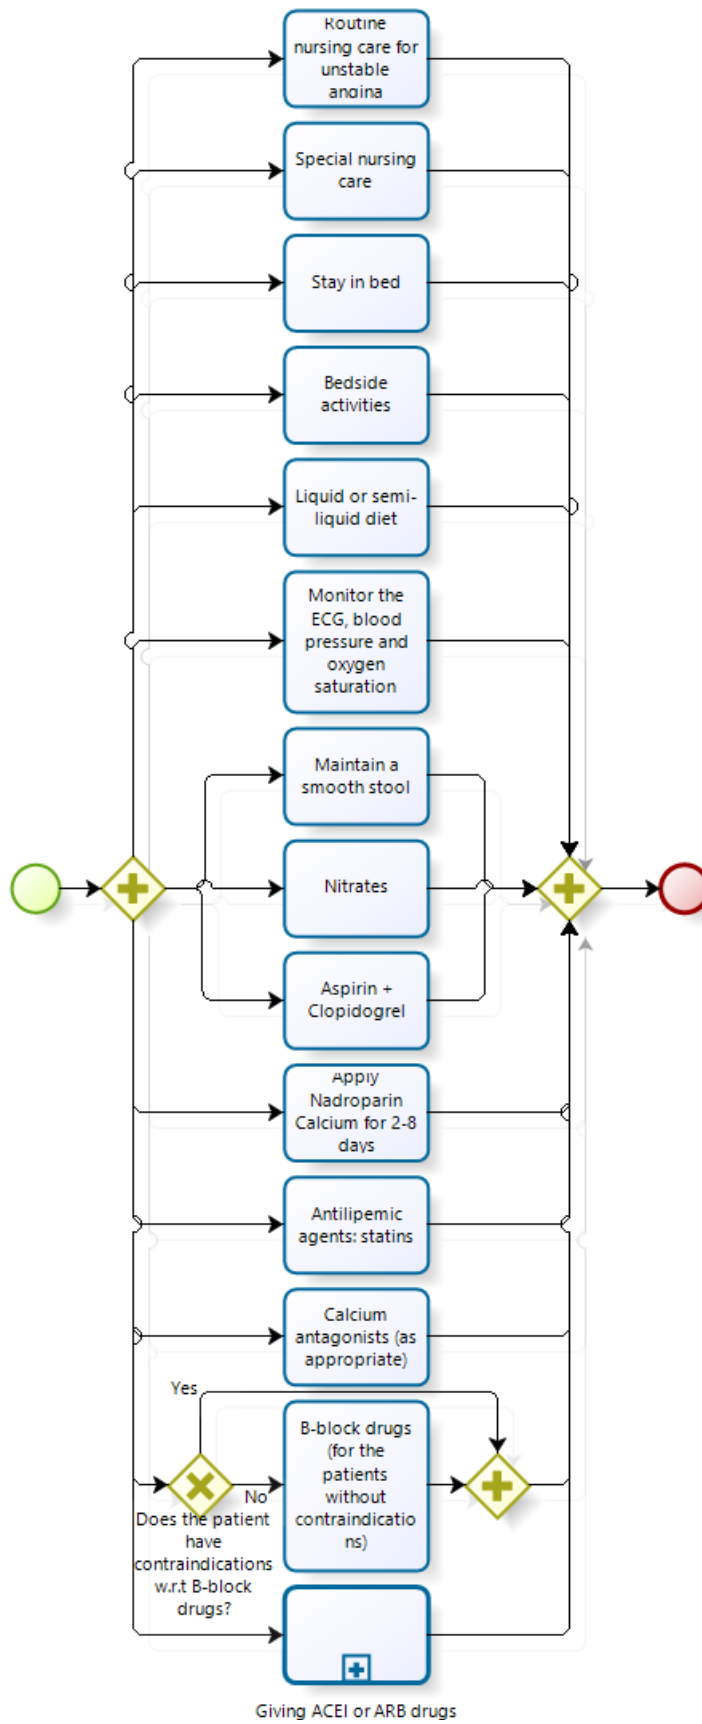 Routine
nursing care for
unstable
angina
Special nursing
care
Stay in bed
Bedside
activities
Liquid or semi-
liquid diet
Monitor the
ECG, blood
pressure and
oxygen
saturation
Maintain a
smooth stool
Nitrates
Aspirin +
Clopidogrel
Apply
Nadroparin
Calcium for 2-8
days
Antilipemic
agents: statins
Calcium
antagonists (as
appropriate)
Yes
B-block drugs
(for the
patients
without
contraindicatio
ns)
No
Does the patient
have
contraindications
w.r.t B-block
drugs?
Giving ACEI or ARB drugs